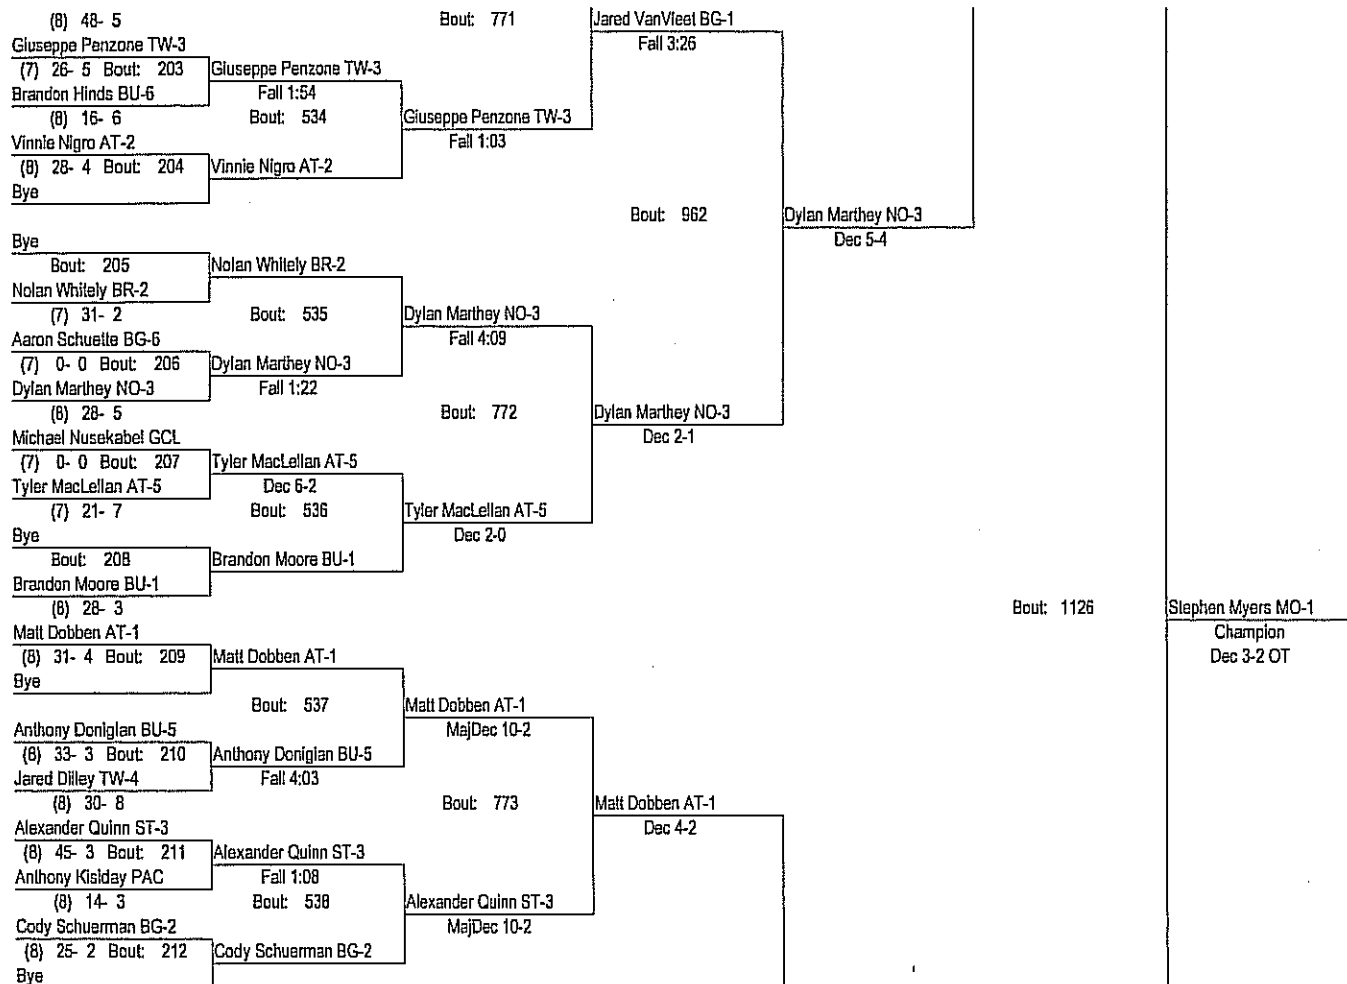 (8) 48- 5
Bout: 771
Jared VanVleet BG-1
Giuseppe Penzone TW-3
Fall 3:26
(7) 26- 5 Bout: 203
Giuseppe Penzone TW-3
Brandon Hinds BU-6
Fall 1:54
(8) 16- 6
Bout: 534
Giuseppe Penzone TW-3
Vinnie Nigro AT-2
Fall 1:03
(8) 28- 4 Bout: 204
Vinnie Nigro AT-2
Bye
Bout: 962
Dylan Marthey NO-3
Bye
Dec 5-4
Bout: 205
Nolan Whitely BR-2
Nolan Whitely BR-2
(7) 31- 2
Bout: 535
Dylan Marthey NO-3
Aaron Schuette BG-6
Fall 4:09
(7) 0- 0 Bout: 206
Dylan Marthey NO-3
Dylan Marthey NO-3
Fall 1:22
(8) 28- 5
Bout: 772
Dylan Marthey NO-3
Michael Nusekabel GCL
Dec 2-1
(7) 0- 0 Bout: 207
Tyler MacLellan AT-5
Tyler MacLellan AT-5
Dec 6-2
(7) 21- 7
Bout: 536
Tyler MacLellan AT-5
Bye
Dec 2-0
Bout: 208
Brandon Moore BU-1
Brandon Moore BU-1
(8) 28- 3
Bout: 1126
Stephen Myers MO-1
Matt Dobben AT-1
Champion
(8) 31- 4 Bout: 209
Matt Dobben AT-1
Dec 3-2 OT
Bye
Bout: 537
Matt Dobben AT-1
Anthony Doniglan BU-5
MajDec 10-2
(8) 33- 3 Bout: 210
Anthony Doniglan BU-5
Jared Dilley TW-4
Fall 4:03
(8) 30- 8
Bout: 773
Matt Dobben AT-1
Alexander Quinn ST-3
Dec 4-2
(8) 45- 3 Bout: 211
Alexander Quinn ST-3
Anthony Kisiday PAC
Fall 1:08
(8) 14- 3
Bout: 538
Alexander Quinn ST-3
Cody Schuerman BG-2
MajDec 10-2
(8) 25- 2 Bout: 212
Cody Schuerman BG-2
Bye